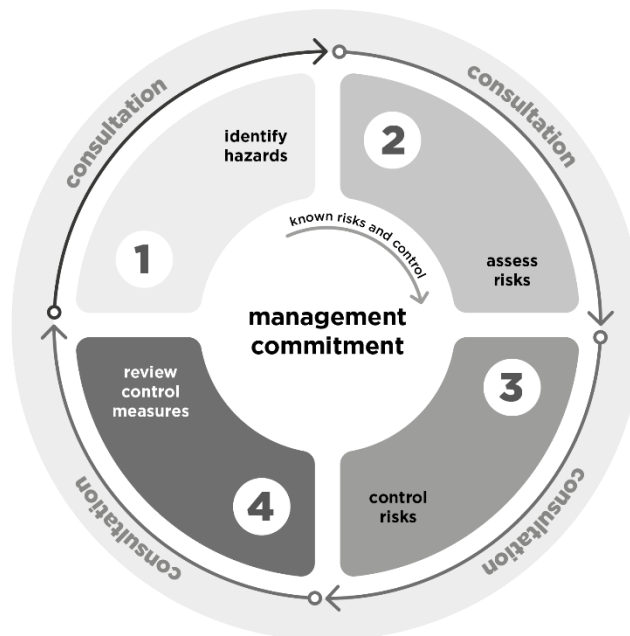 consultation
consultation
identify
hazards
1
2
assess
risks
known risks and control
management
commitment
review
control
measures
4
3
control
risks
consultation
consultation